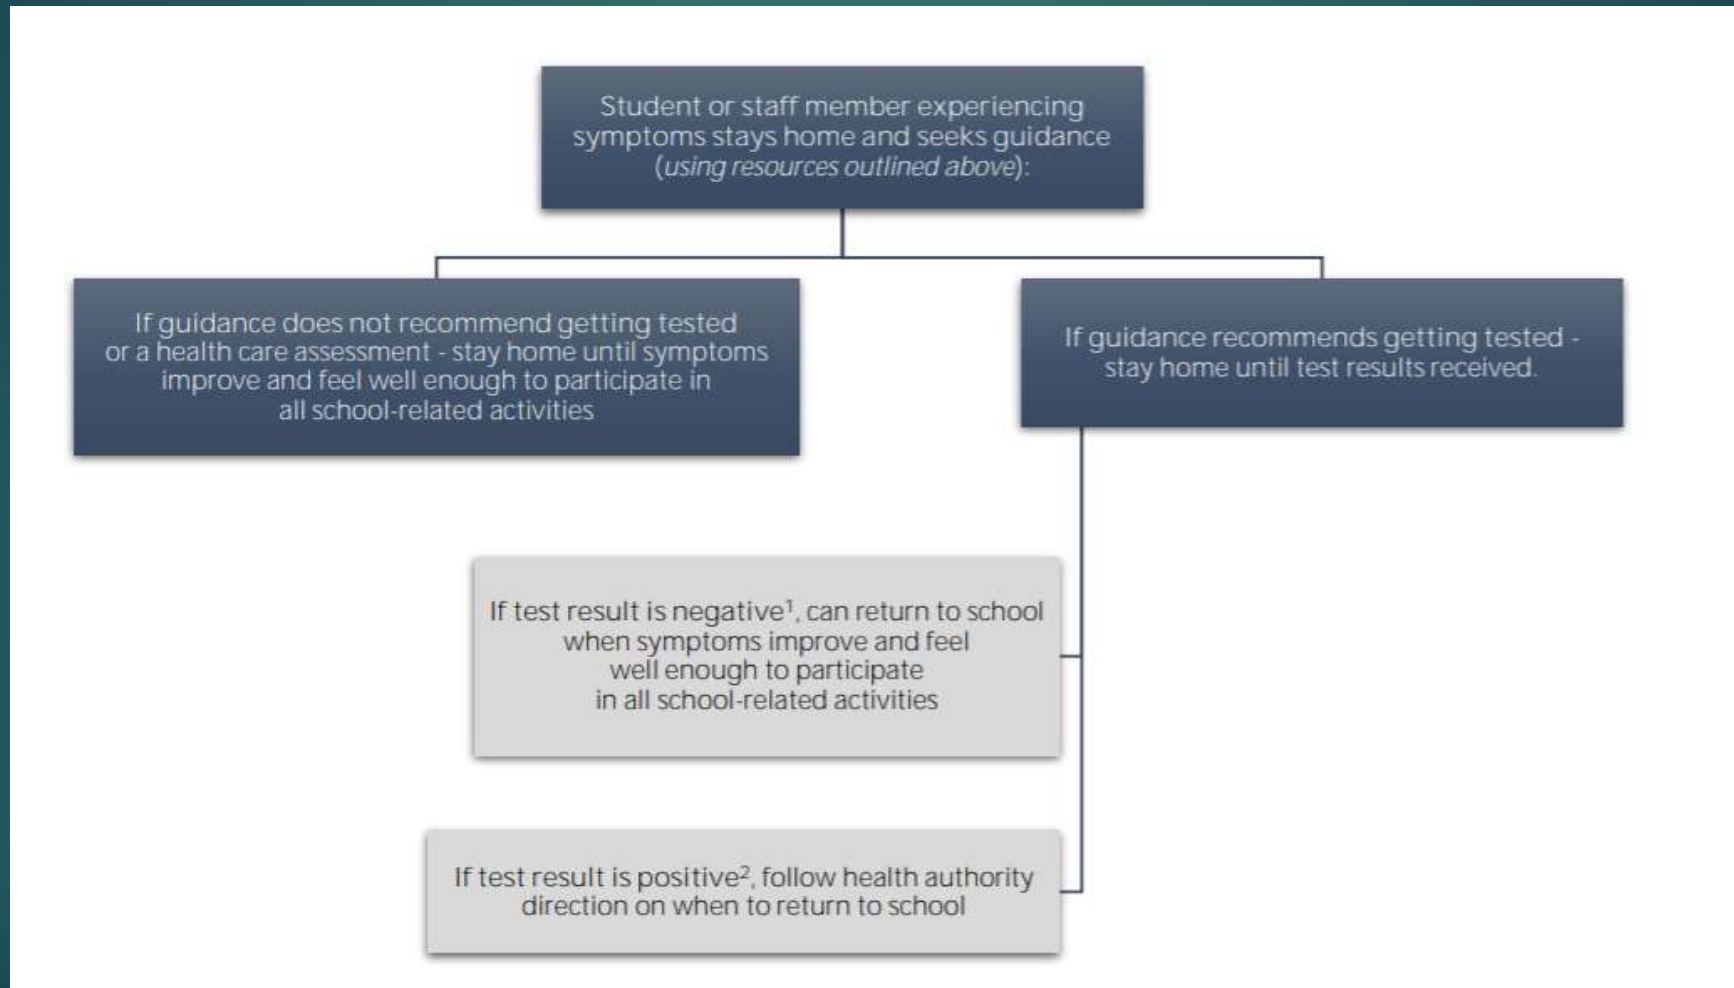 Student or staff member experiencing
symptoms stays home and seeks guidance
(using resources outlined above):
If guidance does not recommend getting tested
or a health care assessment - stay home until symptoms
improve and feel well enough to participate in
all school-related activities
If guidance recommends getting tested -
stay home until test results received.
If test result is negative¹, can return to school
when symptoms improve and feel
well enough to participate
in all school-related activities
If test result is positive², follow health authority
direction on when to return to school